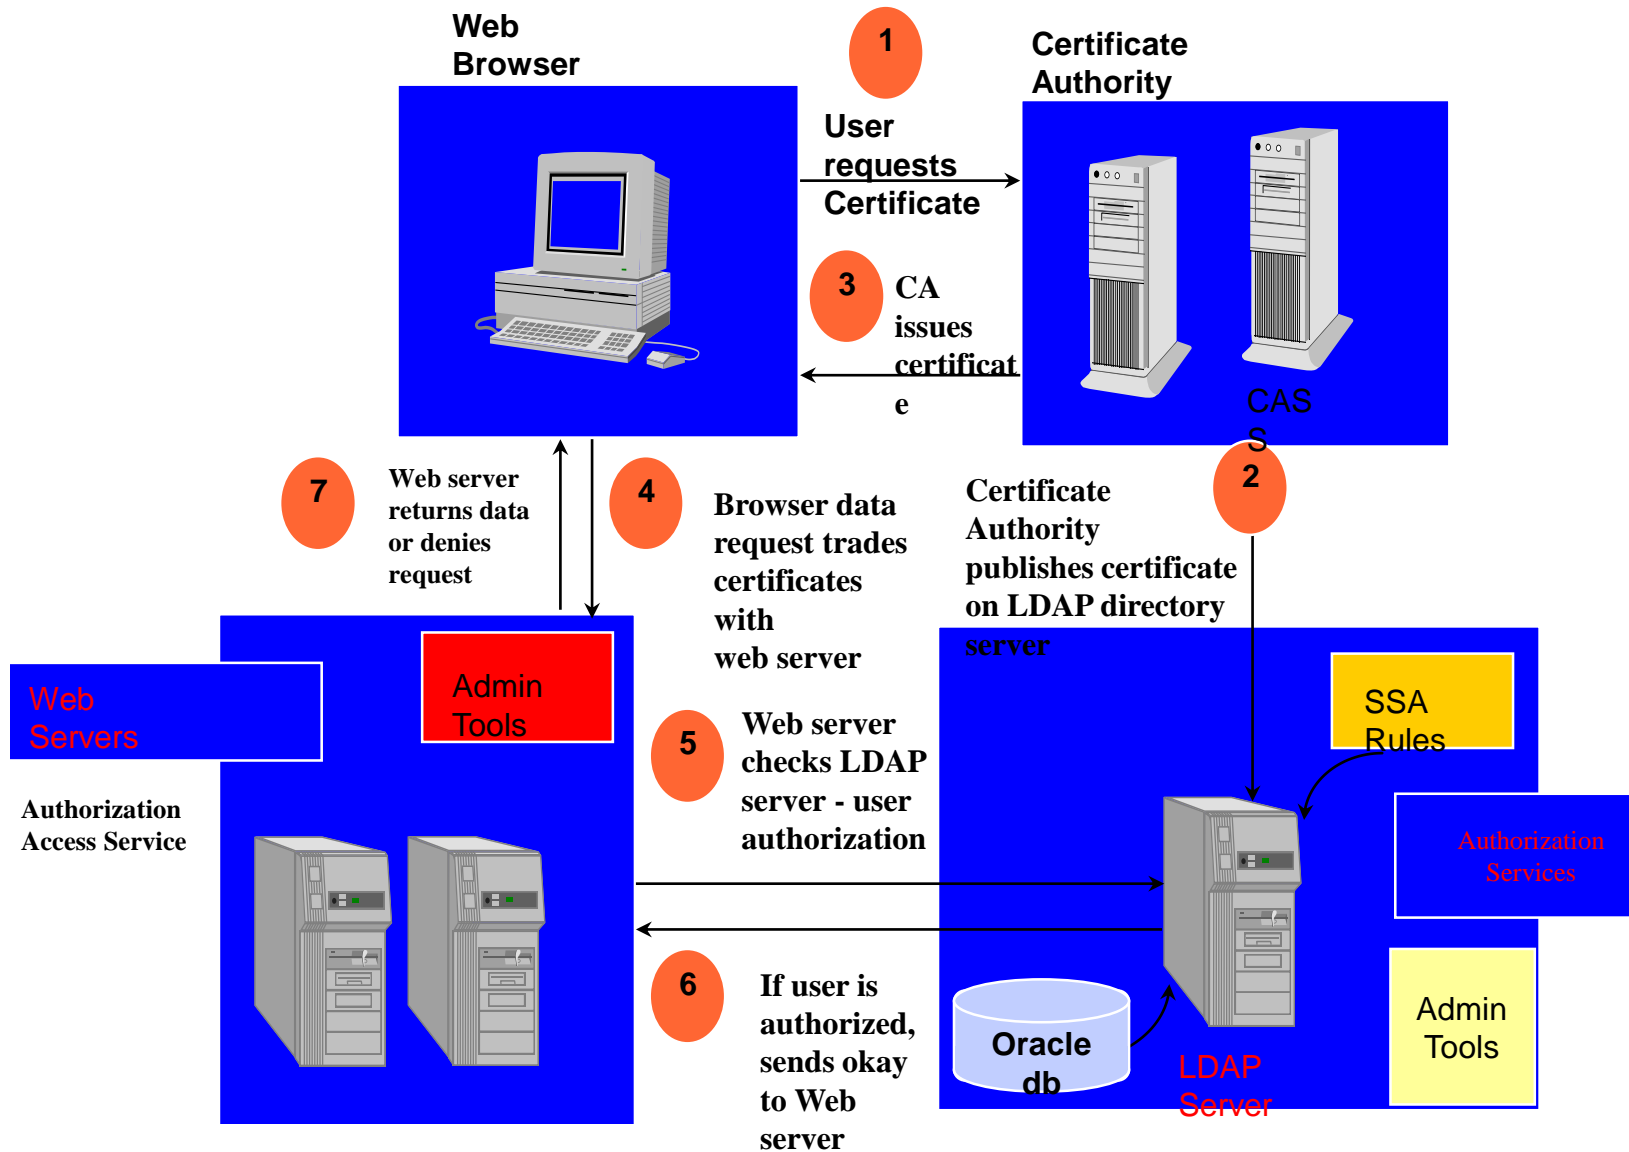 Web
Browser
1
Certificate
Authority
User
requests
Certificate
3
CA
issues
certificat
e
CAS
S
2
7
Web server
returns data
or denies
request
4
Browser data
request trades
certificates
with
web server
Certificate
Authority
publishes certificate
on LDAP directory
server
Web
Servers
Admin
Tools
SSA
Rules
5
Web server
checks LDAP
server - user
authorization
Authorization
Access Service
Authorization
Services
6
If user is
authorized,
sends okay
to Web
server
Oracle
db
LDAP
Server
Admin
Tools